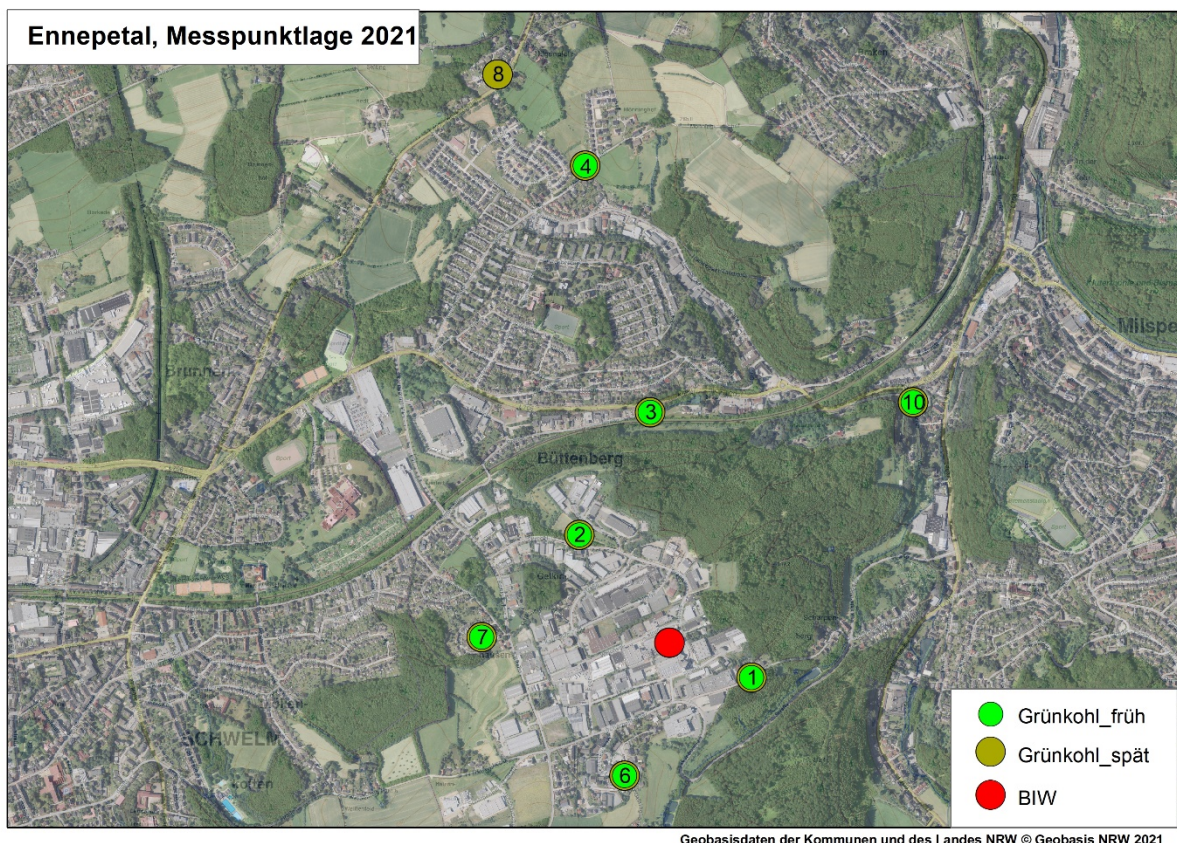 Ennepetal, Messpunktlage 2021
8
4
3
10
Büttenberg
2
7
1
6
Brunnen
Milspe
SCHWELM
Grünkohl_früh
Grünkohl_spät
BIW
Geobasisdaten der Kommunen und des Landes NRW © Geobasis NRW 2021